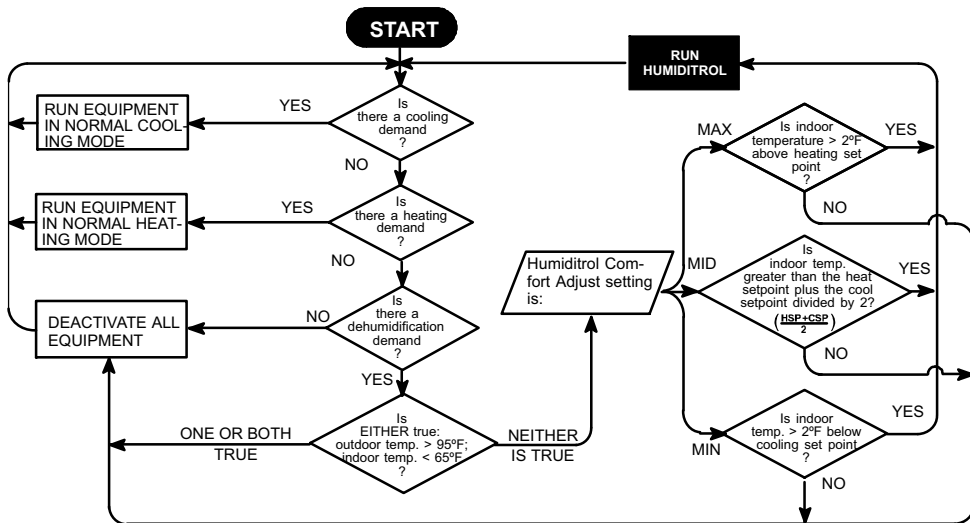 START
RUN
HUMIDITROL
Is
there a cooling
demand
?
YES
RUN EQUIPMENT
IN NORMAL COOL-
ING MODE
NO
Is
there a heating
demand
?
YES
RUN EQUIPMENT
IN NORMAL HEAT-
ING MODE
NO
Is
there a
dehumidification
demand
?
NO
DEACTIVATE ALL
EQUIPMENT
YES
Is
EITHER true:
outdoor temp. > 95ºF;
indoor temp. < 65ºF
?
ONE OR BOTH
TRUE
NEITHER
IS TRUE
Humiditrol Com-
fort Adjust setting
is:
MAX
Is indoor
temperature > 2ºF
above heating set
point
?
YES
NO
MID
Is
indoor temp.
greater than the heat
setpoint plus the cool
setpoint divided by 2?
(HSP+CSP
2)
YES
NO
MIN
Is indoor
temp. > 2ºF below
cooling set point
?
YES
NO